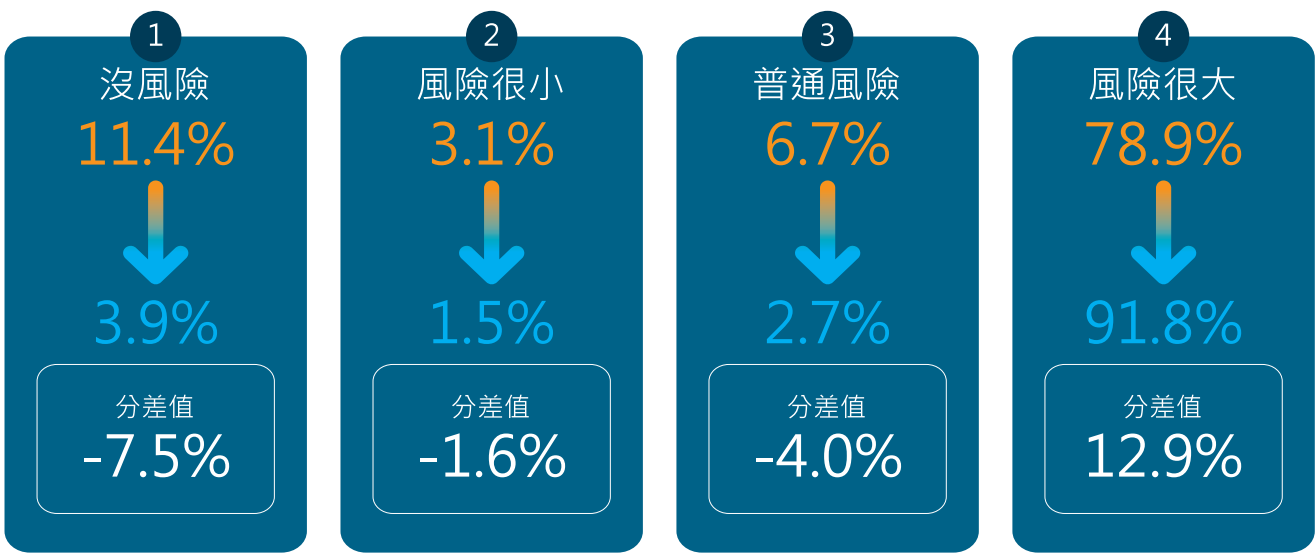 1
沒風險
11.4%
3.9%
分差值
-7.5%
2
風險很小
3.1%
1.5%
分差值
-1.6%
3
普通風險
6.7%
2.7%
分差值
-4.0%
4
風險很大
78.9%
91.8%
分差值
12.9%